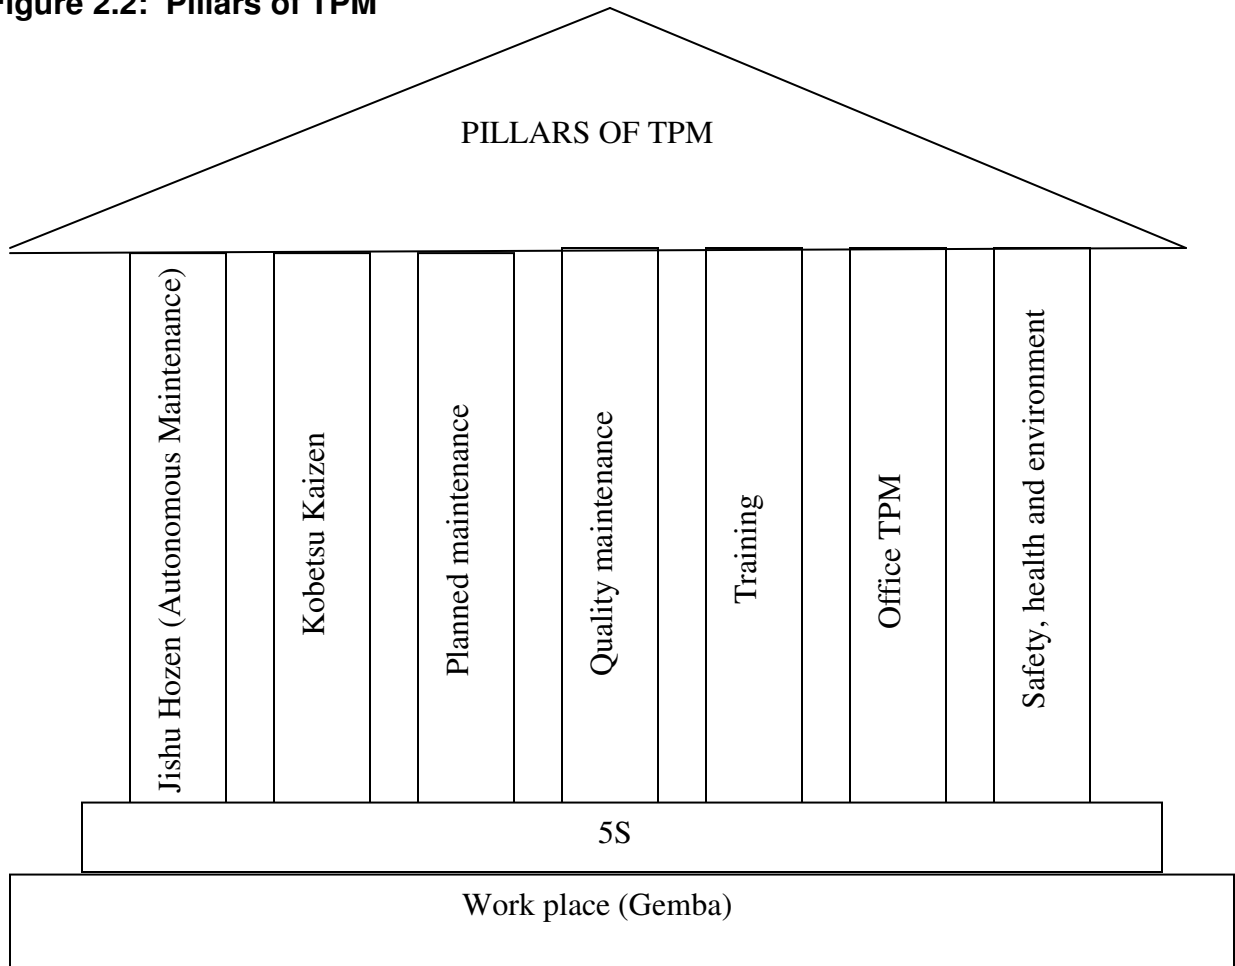 Figure 2.2: Pillars of TPM
PILLARS OF TPM
Jishu Hozen (Autonomous Maintenance)
Kobetsu Kaizen
Planned maintenance
Quality maintenance
Training
Office TPM
Safety, health and environment
5S
Work place (Gemba)